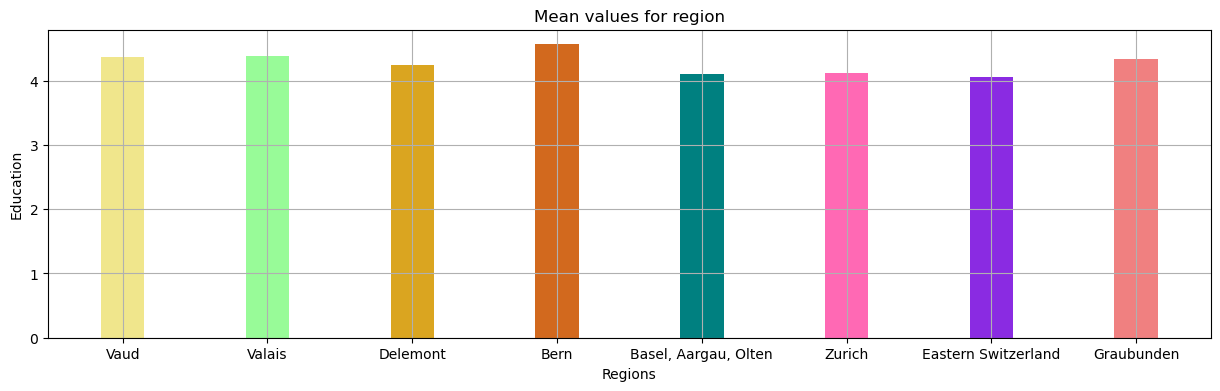 Mean values for region
Education
4
3
2
1
0
Vaud Valais Delemont Bern Basel, Aargau, Olten Zurich Eastern Switzerland Graubunden
Regions